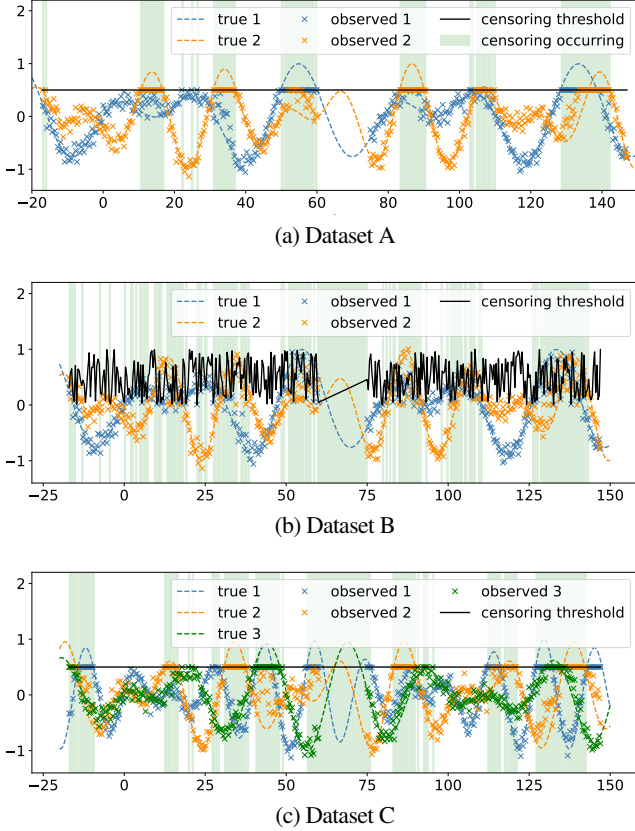 true 1 observed 1 censoring threshold
true 2 observed 2 censoring occurring
1
0
−1
−20 0 20 40 60 80 100 120 140
(a) Dataset A
2
true 1 observed 1 censoring threshold
true 2 observed 2
1
0
−1
−25 0 25 50 75 100 125 150
(b) Dataset B
2
true 1 observed 1 observed 3
true 2 observed 2 censoring threshold
true 3
1
0
−1
−25 0 25 50 75 100 125 150
(c) Dataset C